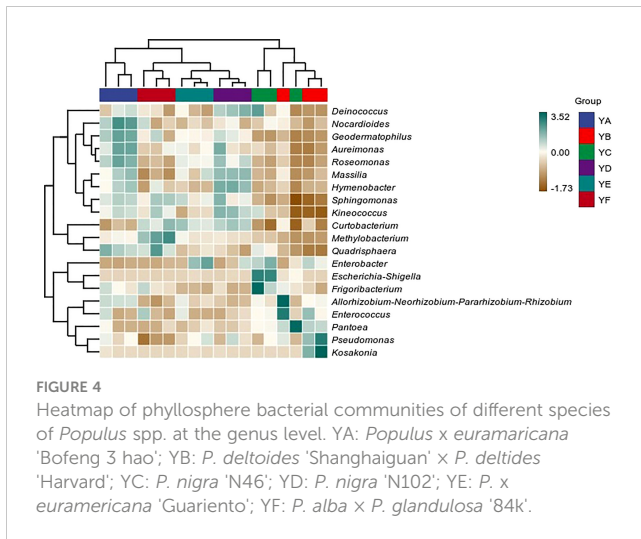 Group
3.52
0.00
-1.73
YA
YB
YC
YD
YE
YF
Deinococcus
Nocardioides
Geodermatophilus
Aureimonas
Roseomonas
Massilia
Hymenobacter
Sphingomonas
Kineococcus
Curtobacterium
Methylobacterium
Quadrisphaera
Enterobacter
Escherichia-Shigella
Frigoribacterium
Allorhizobium-Neorhizobium-Pararhizobium-Rhizobium
Enterococcus
Pantoea
Pseudomonas
Kosakonia
FIGURE 4
Heatmap of phyllosphere bacterial communities of different species
of Populus spp. at the genus level. YA: Populus x euramaricana
'Bofeng 3 hao'; YB: P. deltoides 'Shanghaiguan' × P. deltides
'Harvard'; YC: P. nigra 'N46'; YD: P. nigra 'N102'; YE: P. x
euramericana 'Guariento'; YF: P. alba × P. glandulosa '84k'.